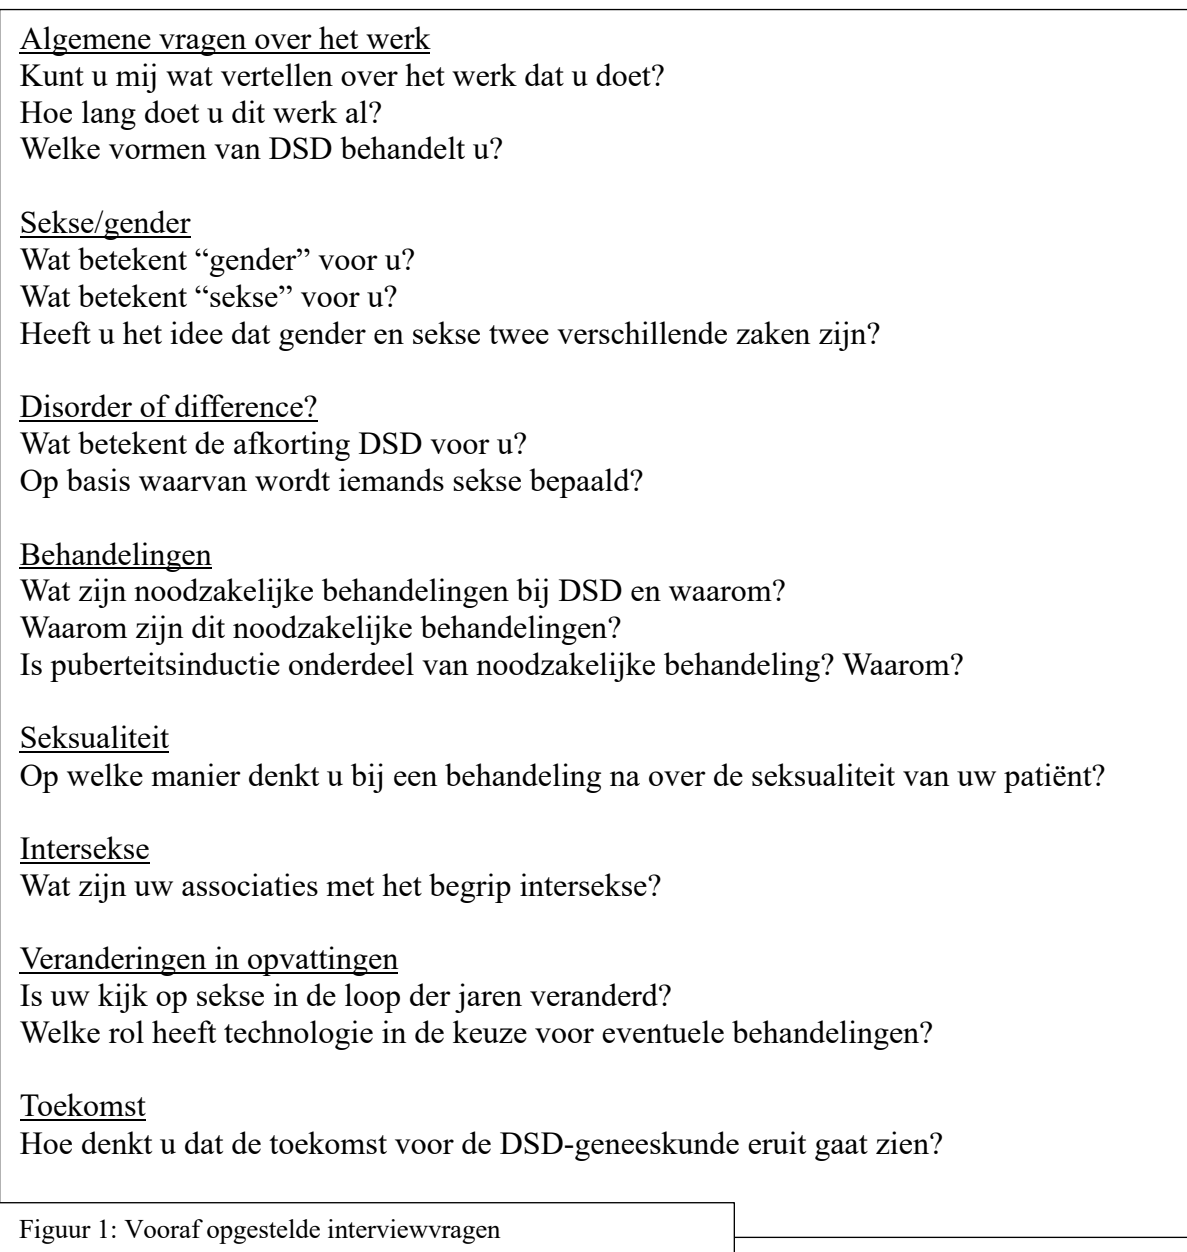 Algemene vragen over het werk
Kunt u mij wat vertellen over het werk dat u doet?
Hoe lang doet u dit werk al?
Welke vormen van DSD behandelt u?
Sekse/gender
Wat betekent “gender” voor u?
Wat betekent “sekse” voor u?
Heeft u het idee dat gender en sekse twee verschillende zaken zijn?
Disorder of difference?
Wat betekent de afkorting DSD voor u?
Op basis waarvan wordt iemands sekse bepaald?
Behandelingen
Wat zijn noodzakelijke behandelingen bij DSD en waarom?
Waarom zijn dit noodzakelijke behandelingen?
Is puberteitsinductie onderdeel van noodzakelijke behandeling? Waarom?
Seksualiteit
Op welke manier denkt u bij een behandeling na over de seksualiteit van uw patiënt?
Intersekse
Wat zijn uw associaties met het begrip intersekse?
Veranderingen in opvattingen
Is uw kijk op sekse in de loop der jaren veranderd?
Welke rol heeft technologie in de keuze voor eventuele behandelingen?
Toekomst
Hoe denkt u dat de toekomst voor de DSD-geneeskunde eruit gaat zien?
Figuur 1: Vooraf opgestelde interviewvragen